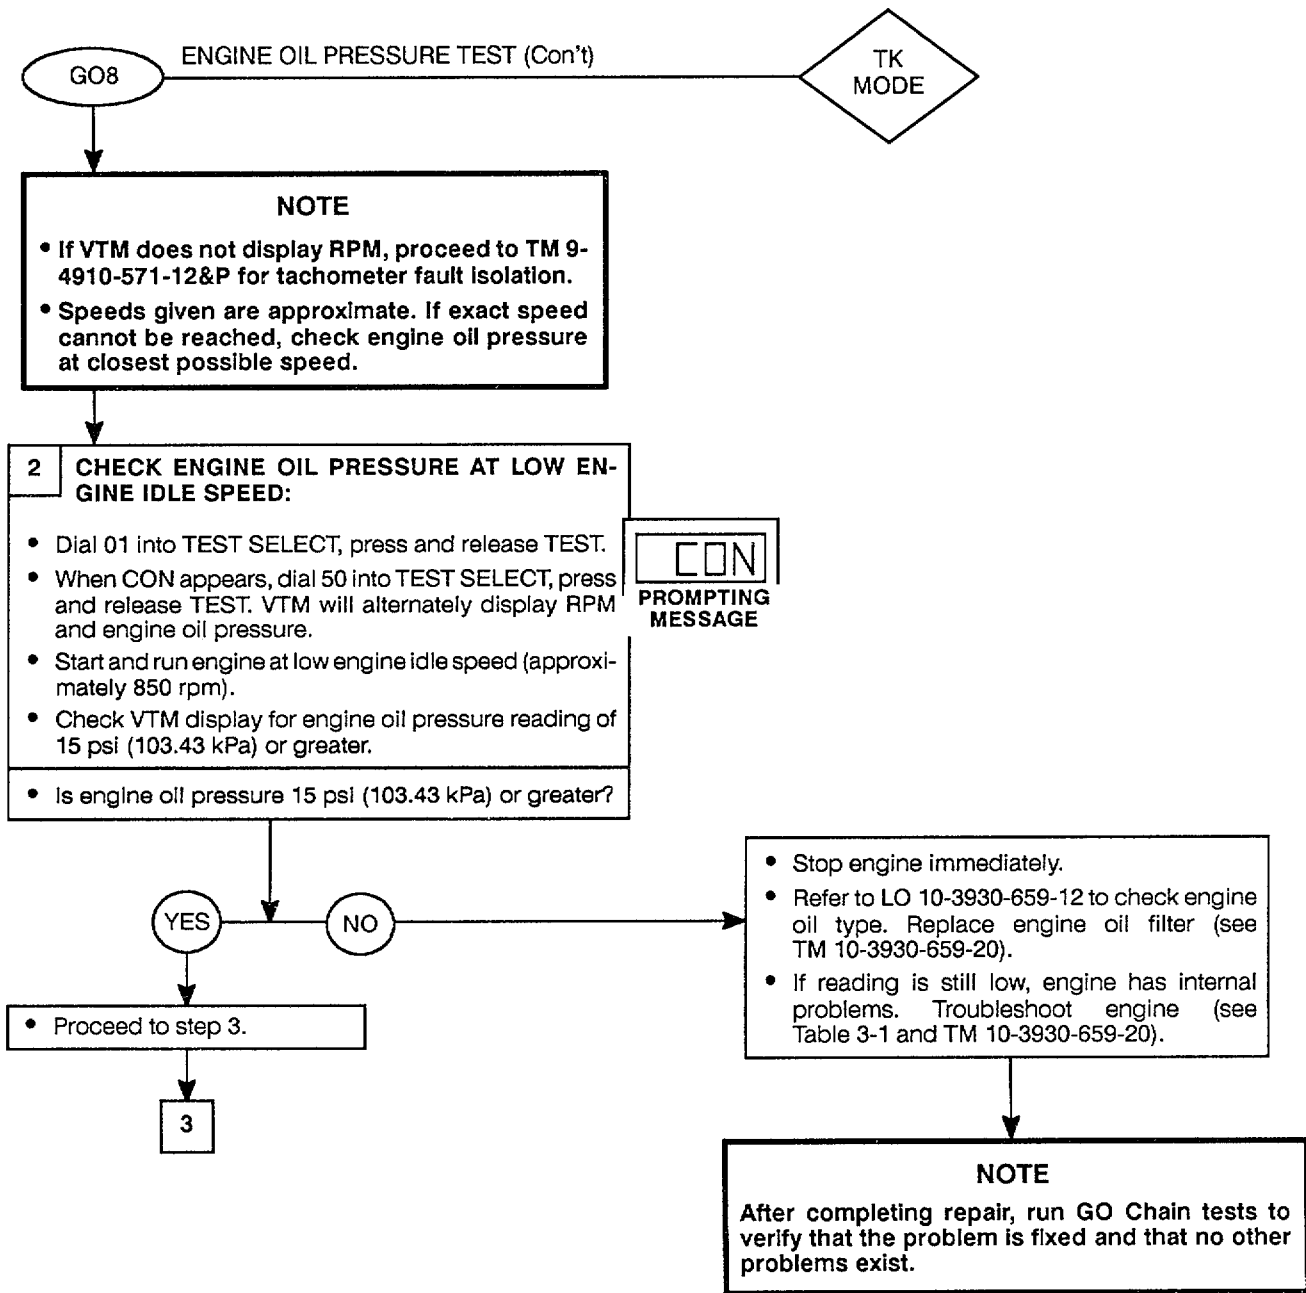 GO8
ENGINE OIL PRESSURE TEST (Con't)
TK
MODE
NOTE
• If VTM does not display RPM, proceed to TM 9-
4910-571-12&P for tachometer fault isolation.
• Speeds given are approximate. If exact speed
cannot be reached, check engine oil pressure
at closest possible speed.
2 CHECK ENGINE OIL PRESSURE AT LOW EN-
GINE IDLE SPEED:
• Dial 01 into TEST SELECT, press and release TEST.
• When CON appears, dial 50 into TEST SELECT, press
and release TEST. VTM will alternately display RPM
and engine oil pressure.
• Start and run engine at low engine idle speed (approxi-
mately 850 rpm).
• Check VTM display for engine oil pressure reading of
15 psi (103.43 kPa) or greater.
• Is engine oil pressure 15 psi (103.43 kPa) or greater?
CON
PROMPTING
MESSAGE
YES
NO
• Proceed to step 3.
3
• Stop engine immediately.
• Refer to LO 10-3930-659-12 to check engine
oil type. Replace engine oil filter (see
TM 10-3930-659-20).
• If reading is still low, engine has internal
problems. Troubleshoot engine (see
Table 3-1 and TM 10-3930-659-20).
NOTE
After completing repair, run GO Chain tests to
verify that the problem is fixed and that no other
problems exist.